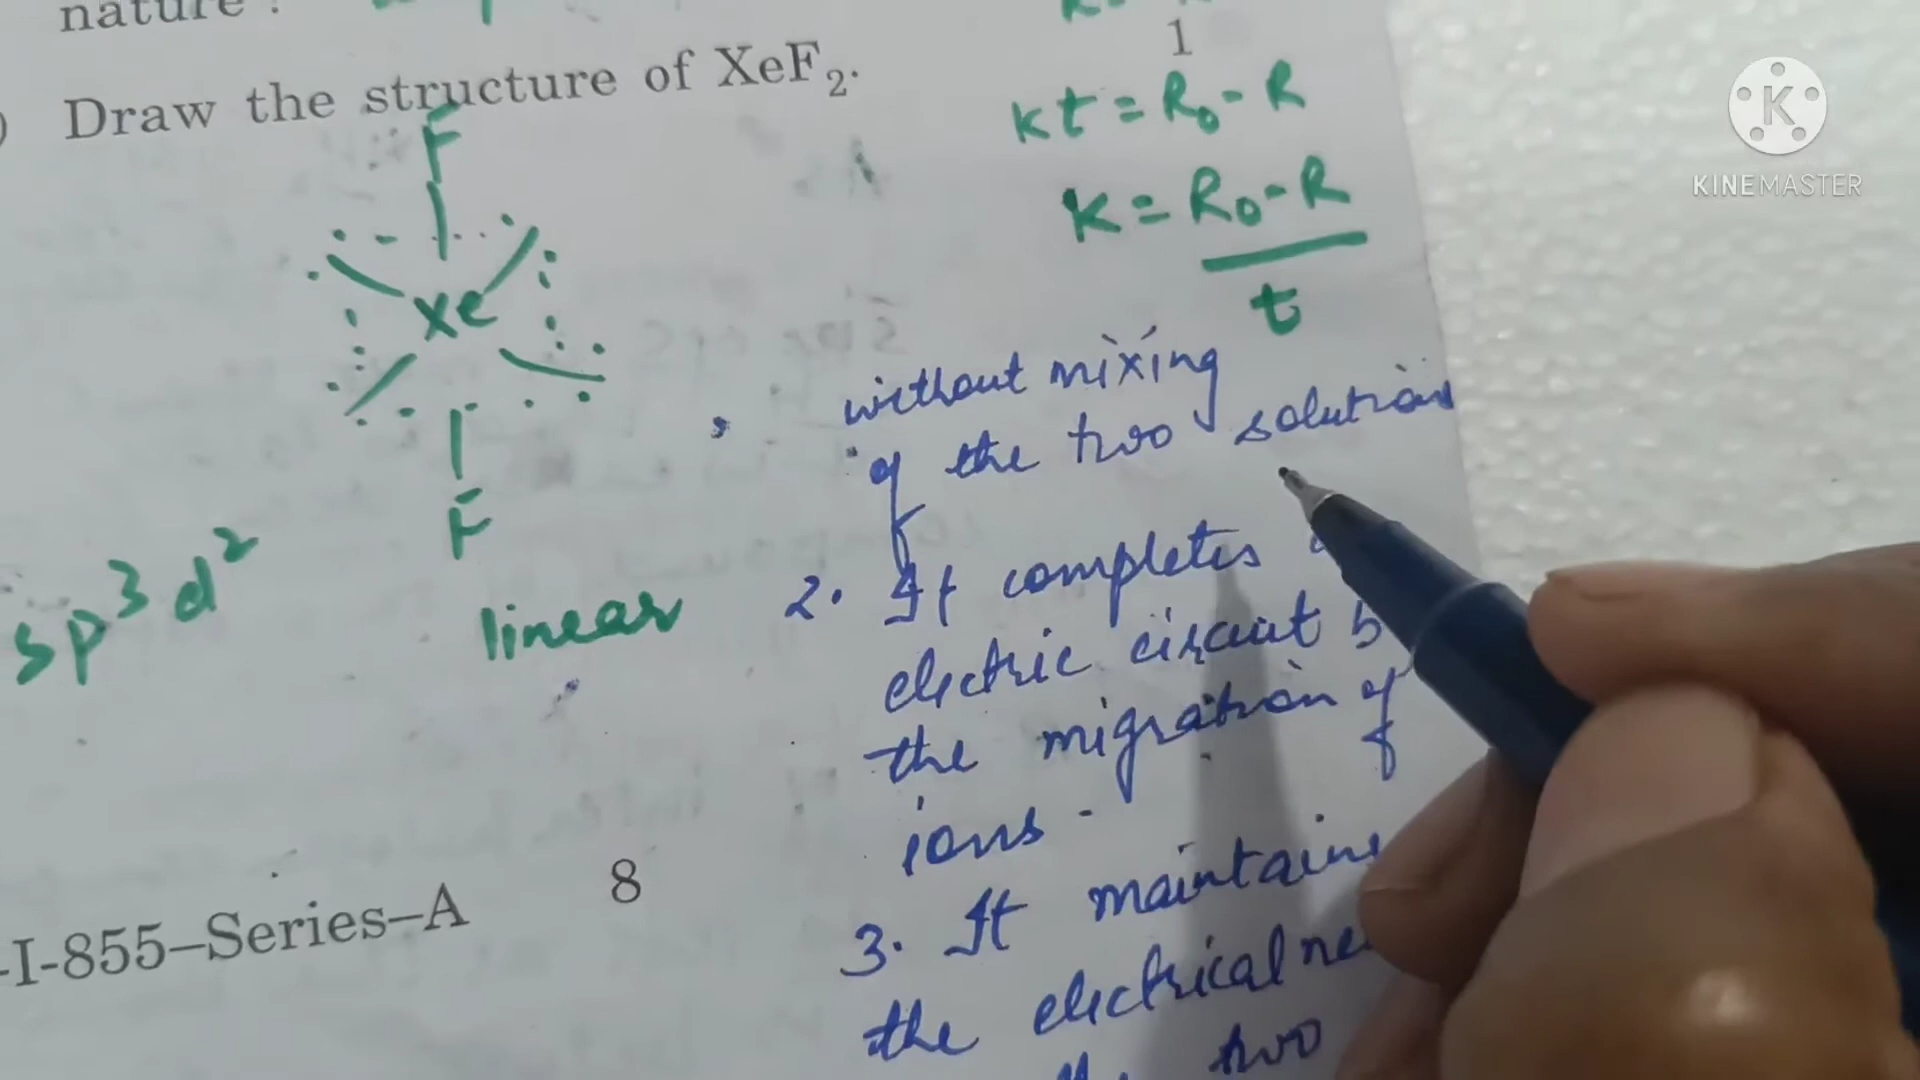 nature ?
1
) Draw the structure of XeF2.
F
Xe
F
sp3d2
linear
kt = R0 - R
K = R0 - R
t
without mixing
of the two solutions
2. It completes
electric circuit b
the migration of
ions.
3. It maintains
the electrical ne
two
-I-855–Series–A
8
K
KINEMASTER